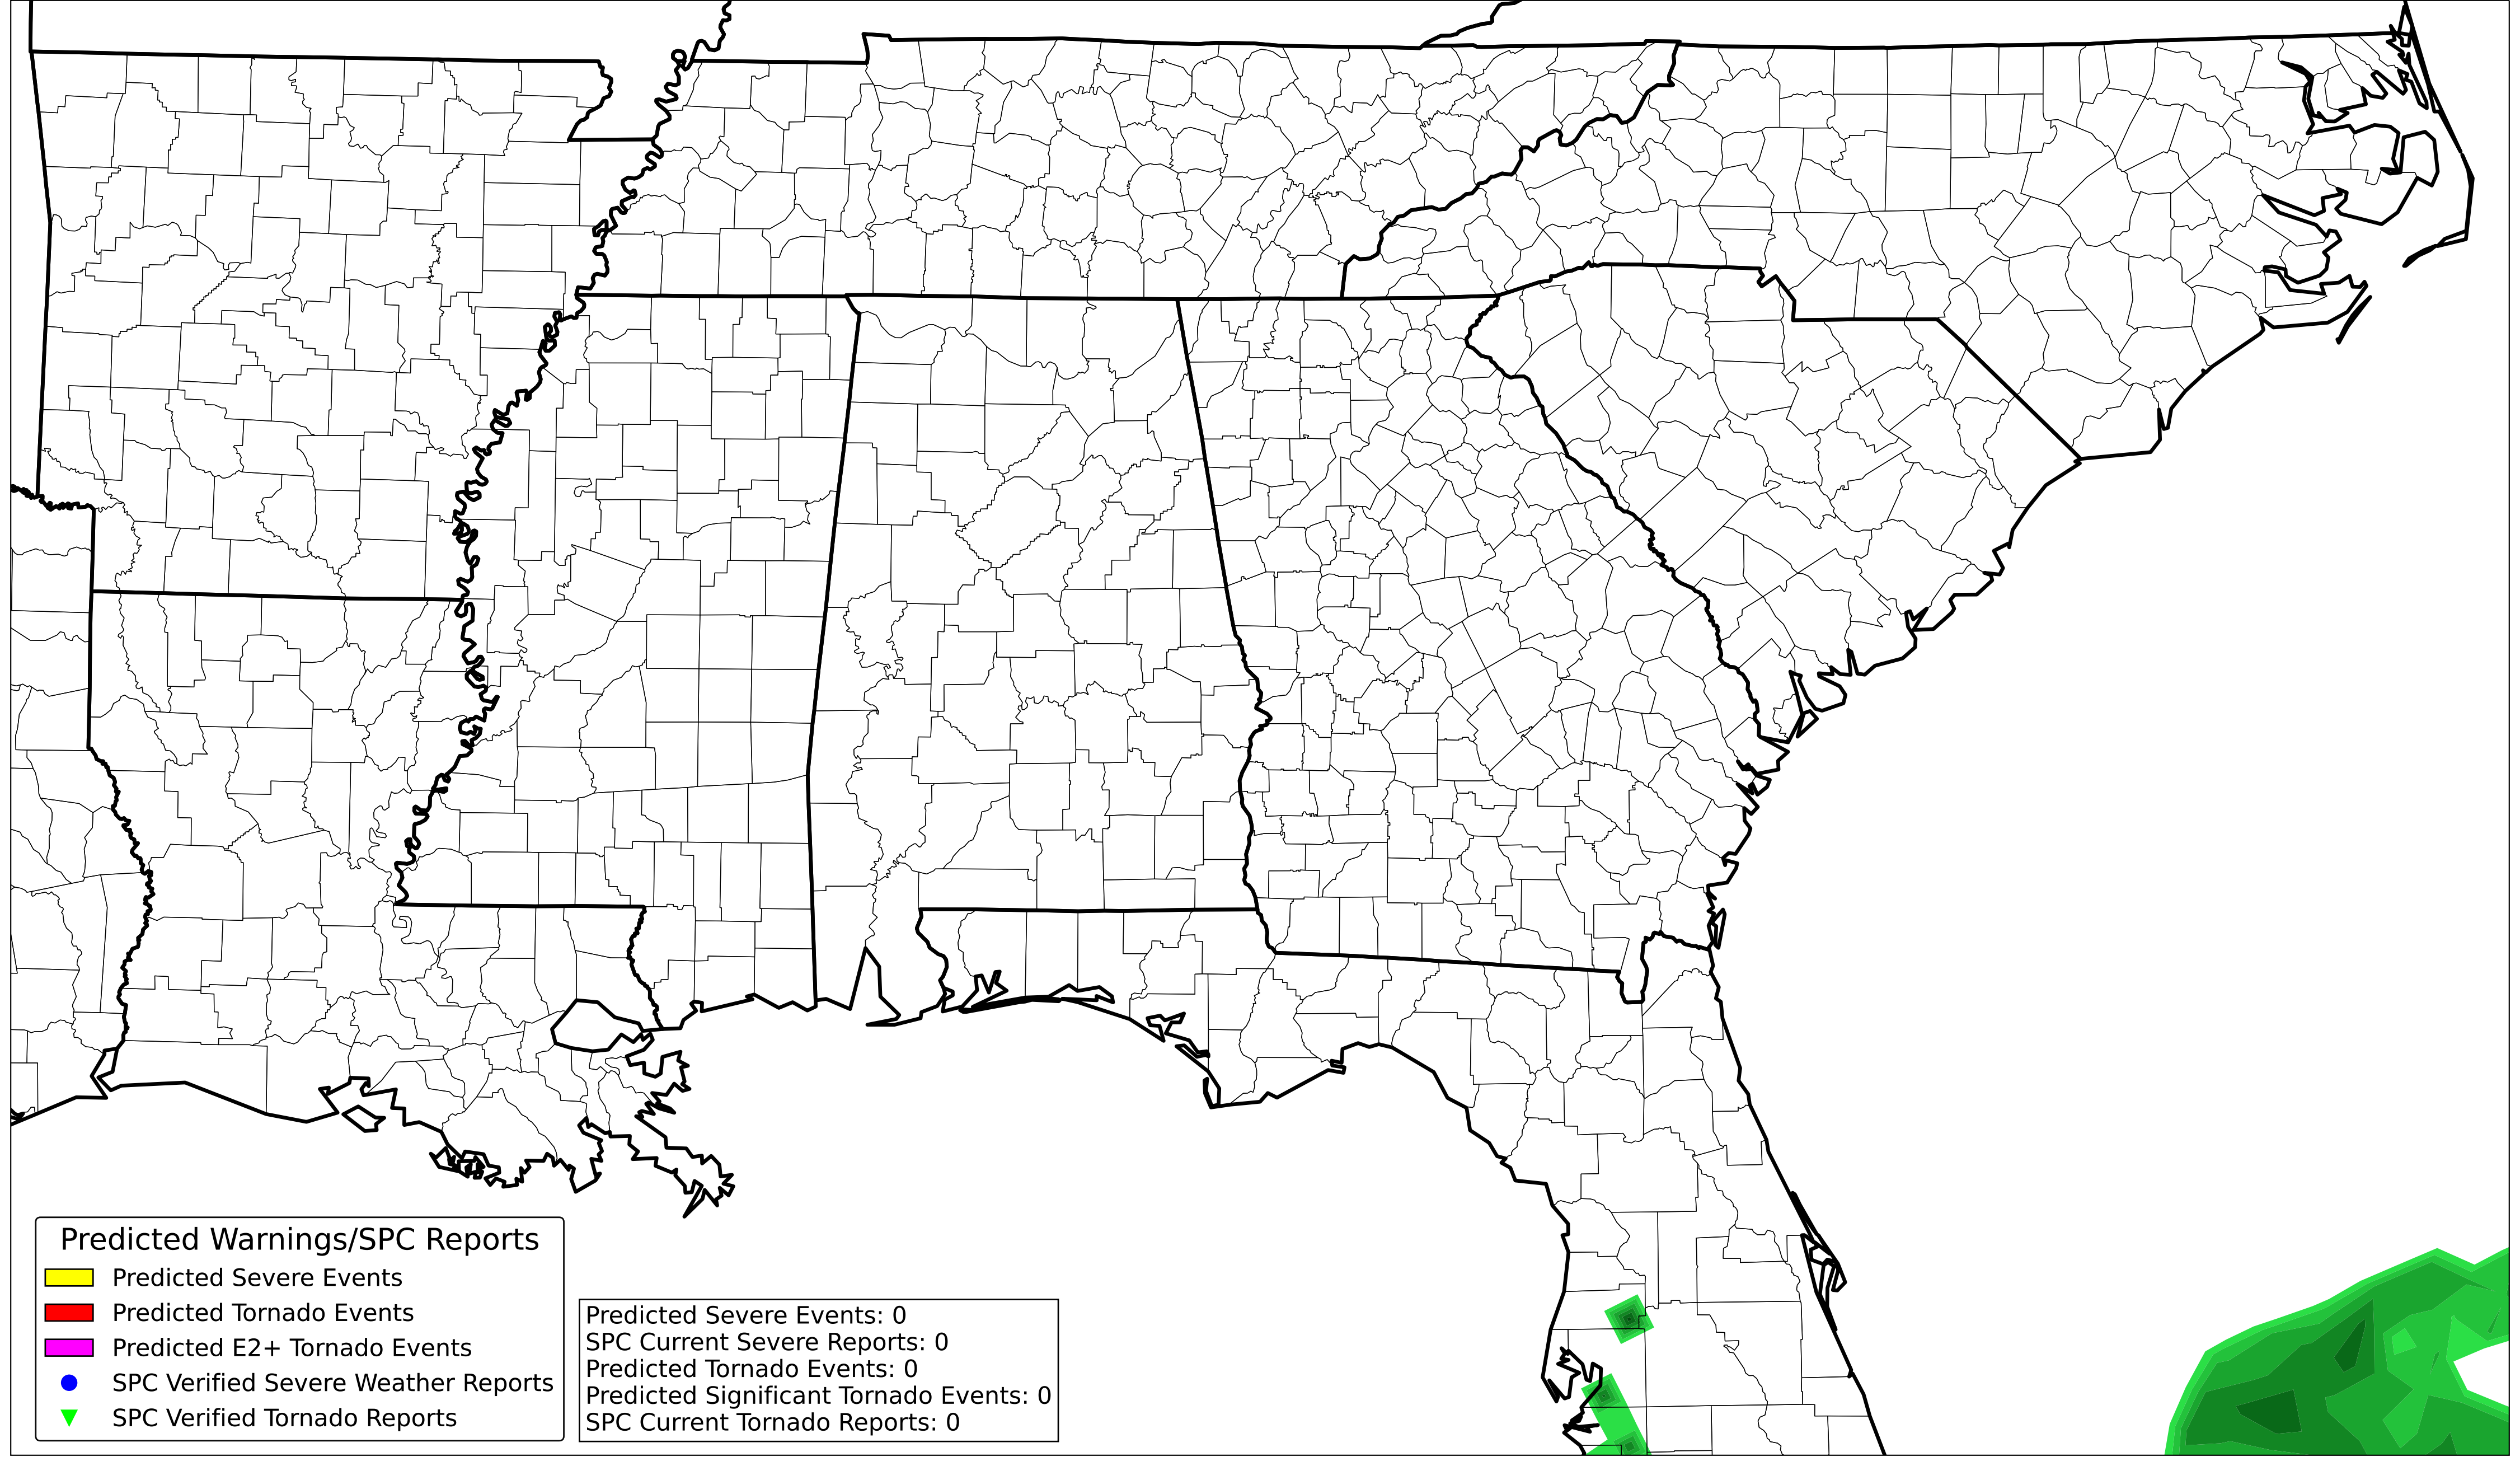 Predicted Warnings/SPC Reports
Predicted Severe Events
Predicted Tornado Events
Predicted E2+ Tornado Events
SPC Verified Severe Weather Reports
SPC Verified Tornado Reports
Predicted Severe Events: 0
SPC Current Severe Reports: 0
Predicted Tornado Events: 0
Predicted Significant Tornado Events: 0
SPC Current Tornado Reports: 0